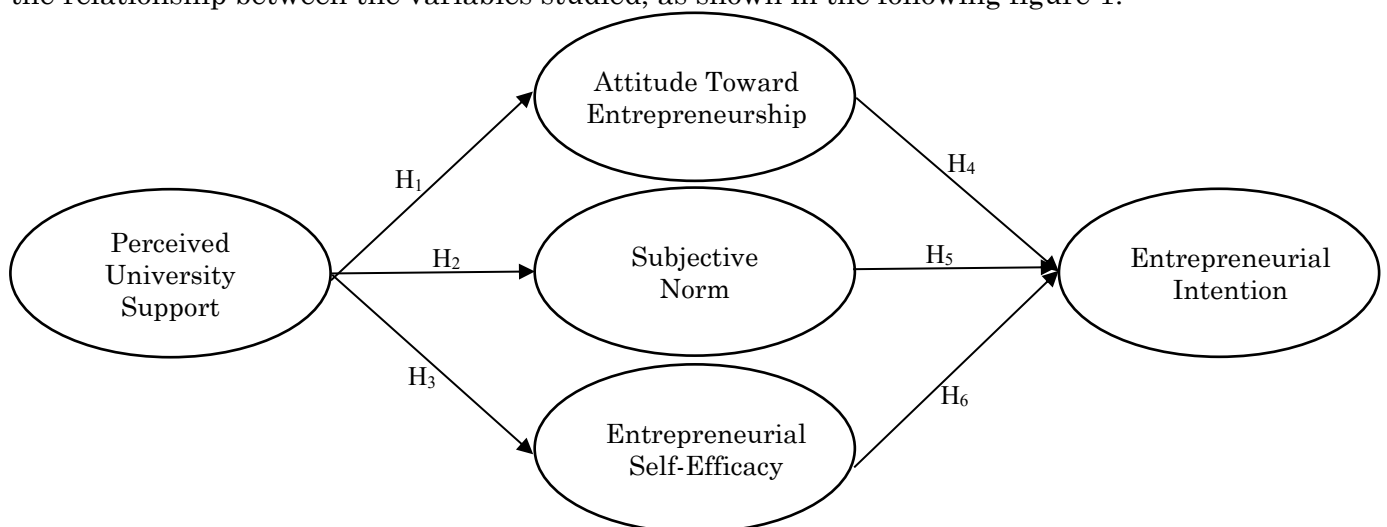 the relationship between the variables studied, as shown in the following figure 1.
Attitude Toward
Entrepreneurship
H₁
H₄
Perceived
University
Support
H₂
Subjective
Norm
H₅
Entrepreneurial
Intention
H₃
H₆
Entrepreneurial
Self-Efficacy